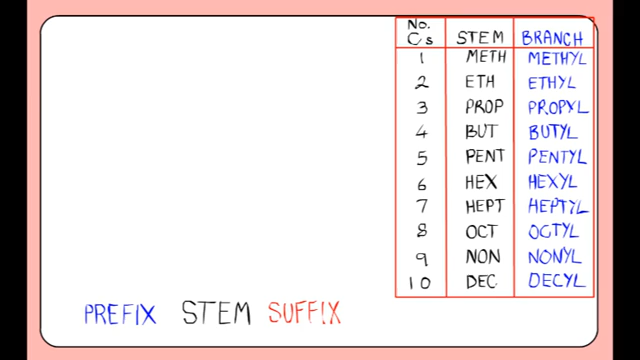 No. Cs STEM BRANCH
1 METH METHYL
2 ETH ETHYL
3 PROP PROPYL
4 BUT BUTYL
5 PENT PENTYL
6 HEX HEXYL
7 HEPT HEPTYL
8 OCT OCTYL
9 NON NONYL
10 DEC DECYL
PREFIX STEM SUFFIX